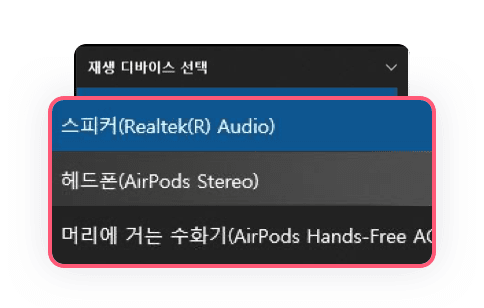 재생 디바이스 선택
스피커(Realtek(R) Audio)
헤드폰(AirPods Stereo)
머리에 거는 수화기(AirPods Hands-Free